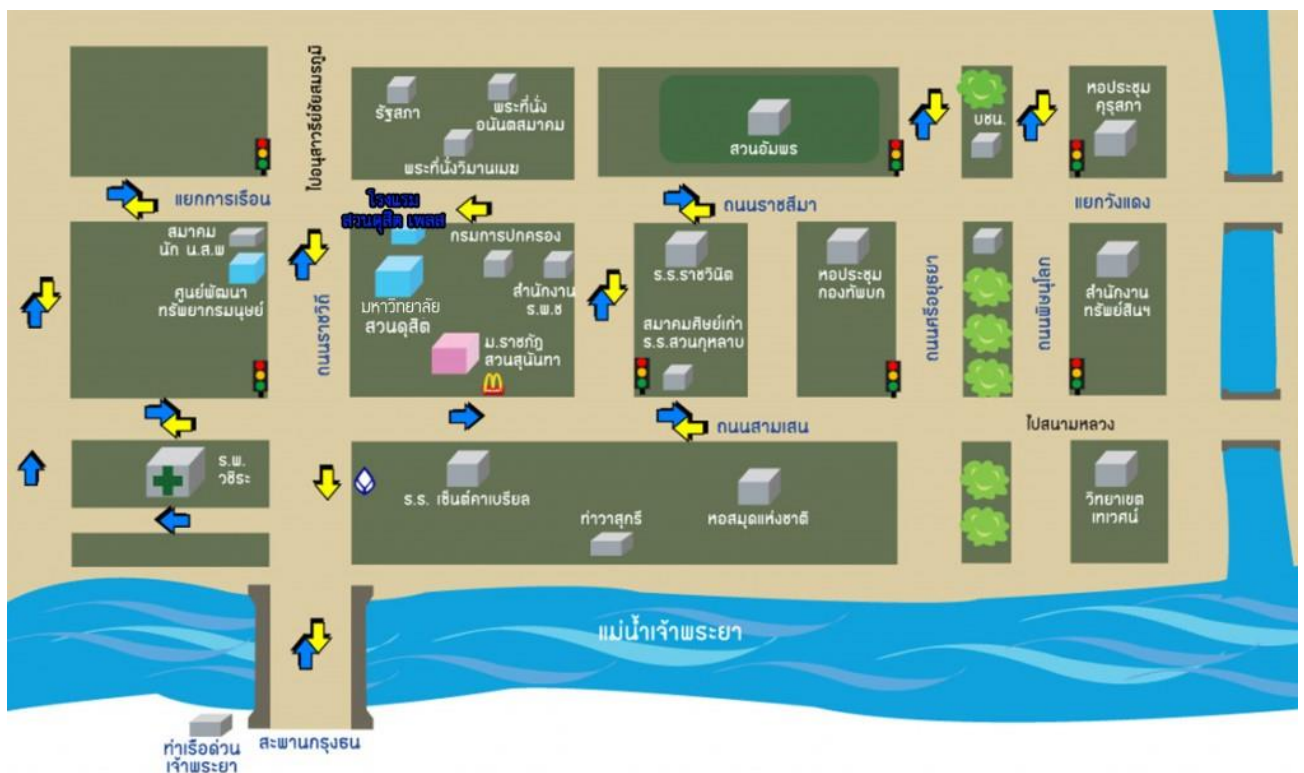 ไปอนุสาวรีย์ชัยสมรภูมิ
รัฐสภา
พระที่นั่ง
อนันตสมาคม
พระที่นั่งวิมานเมฆ
สวนอัมพร
บชน.
หอประชุม
คุรุสภา
แยกการเรือน
โรงแรม
สวนดุสิต เพลส
ถนนราชสีมา
แยกวังแดง
สมาคม
นัก น.ส.พ
ศูนย์พัฒนา
ทรัพยากรมนุษย์
ถนนราชวิถี
กรมการปกครอง
มหาวิทยาลัย
สวนดุสิต
สำนักงาน
ร.พ.ช
ม.ราชภัฏ
สวนสุนันทา
ร.ร.ราชวินิต
สมาคมศิษย์เก่า
ร.ร.สวนกุหลาบ
หอประชุม
กองทัพบก
ถนนศรีอยุธยา
ถนนพิษนุโลก
สำนักงาน
ทรัพย์สินฯ
ถนนสามเสน
ไปสนามหลวง
ร.พ.
วชิระ
ร.ร. เซ็นต์คาเบรียล
ท่าวาสุกรี
หอสมุดแห่งชาติ
วิทยาเขต
เทเวศน์
แม่น้ำเจ้าพระยา
ท่าเรือด่วน
เจ้าพระยา
สะพานกรุงธน